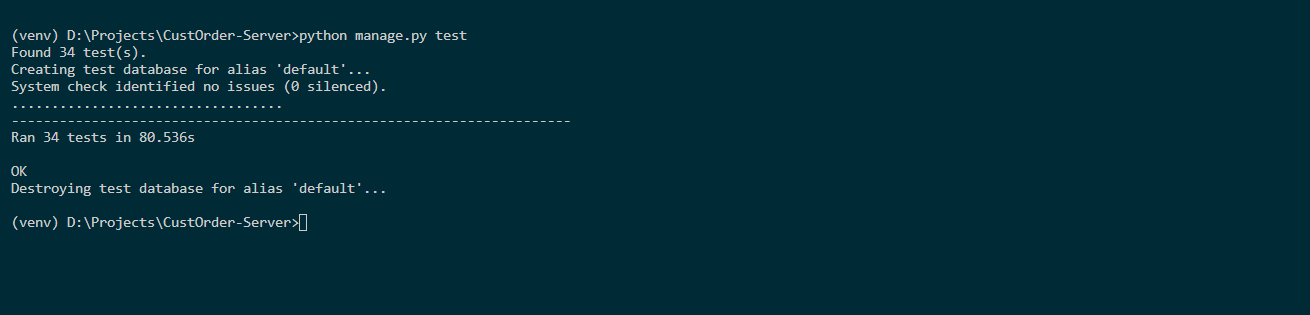 (venv) D:\Projects\CustOrder-Server>python manage.py test
Found 34 test(s).
Creating test database for alias 'default'...
System check identified no issues (0 silenced).
..................................
----------------------------------------------------------------------
Ran 34 tests in 80.536s
OK
Destroying test database for alias 'default'...
(venv) D:\Projects\CustOrder-Server>